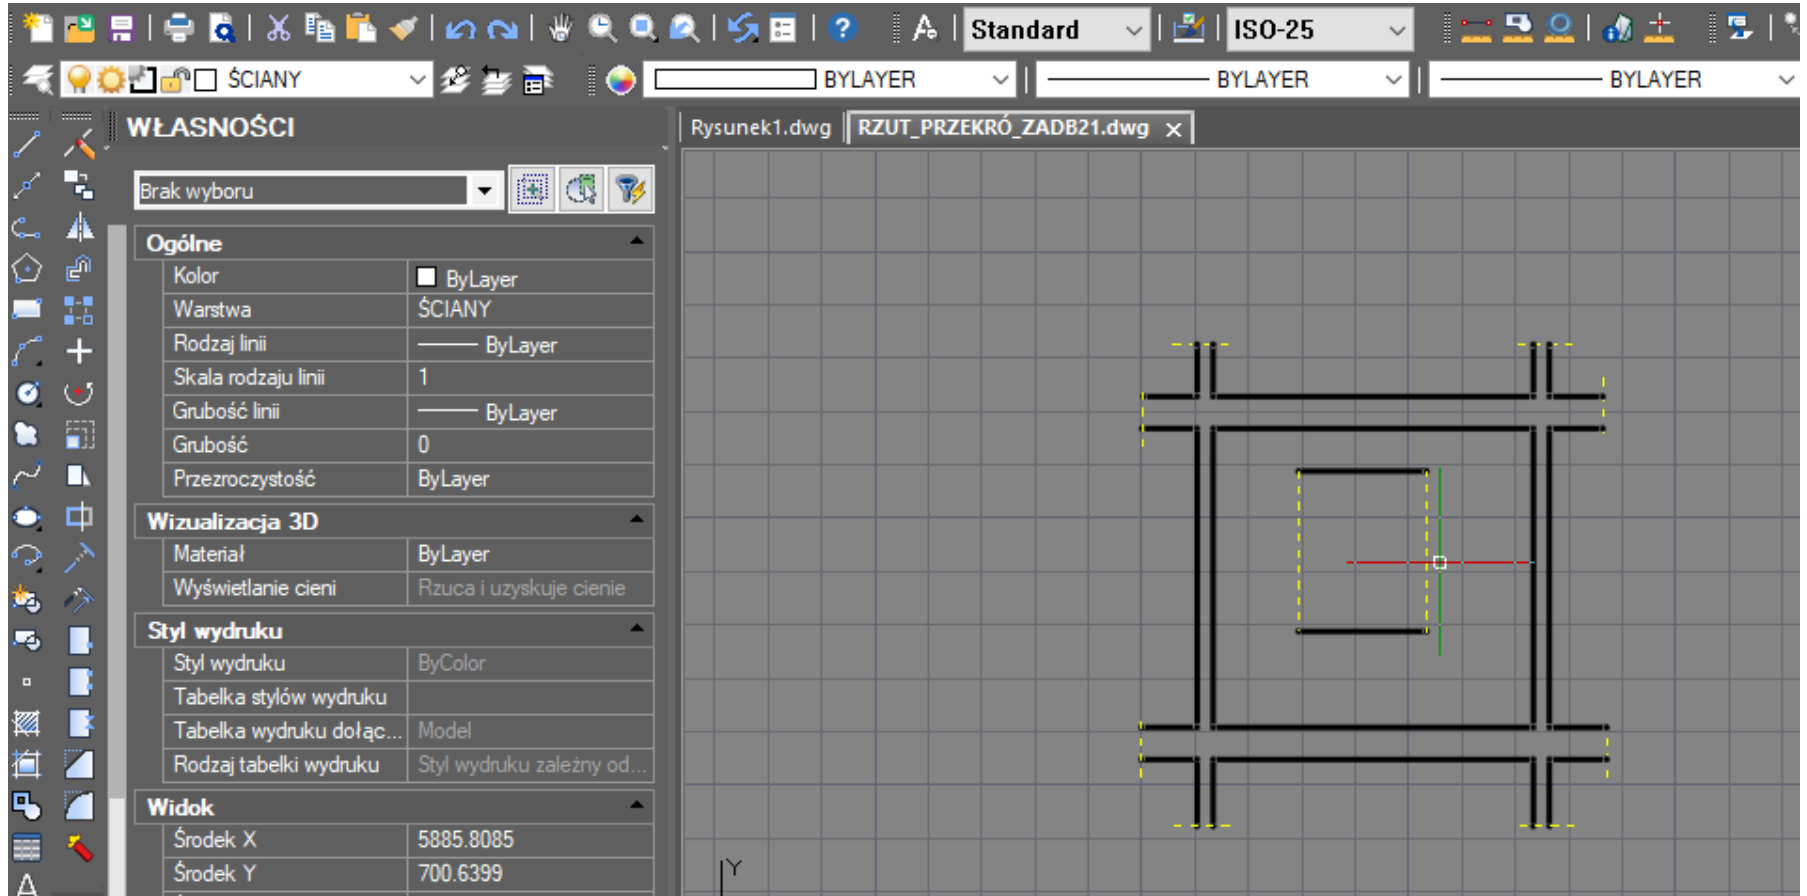 Standard
ISO-25
ŚCIANY
BYLAYER
BYLAYER
BYLAYER
WŁASNOŚCI
Rysunek1.dwg
RZUT_PRZEKRÓ_ZADB21.dwg
Brak wyboru
Ogólne
Kolor ByLayer
Warstwa ŚCIANY
Rodzaj linii ByLayer
Skala rodzaju linii 1
Grubość linii ByLayer
Grubość 0
Przezroczystość ByLayer
Wizualizacja 3D
Materiał ByLayer
Wyświetlanie cieni Rzuca i uzyskuje cienie
Styl wydruku
Styl wydruku ByColor
Tabelka stylów wydruku
Tabelka wydruku dołąc... Model
Rodzaj tabelki wydruku Styl wydruku zależny od...
Widok
Środek X 5885.8085
Środek Y 700.6399
Y